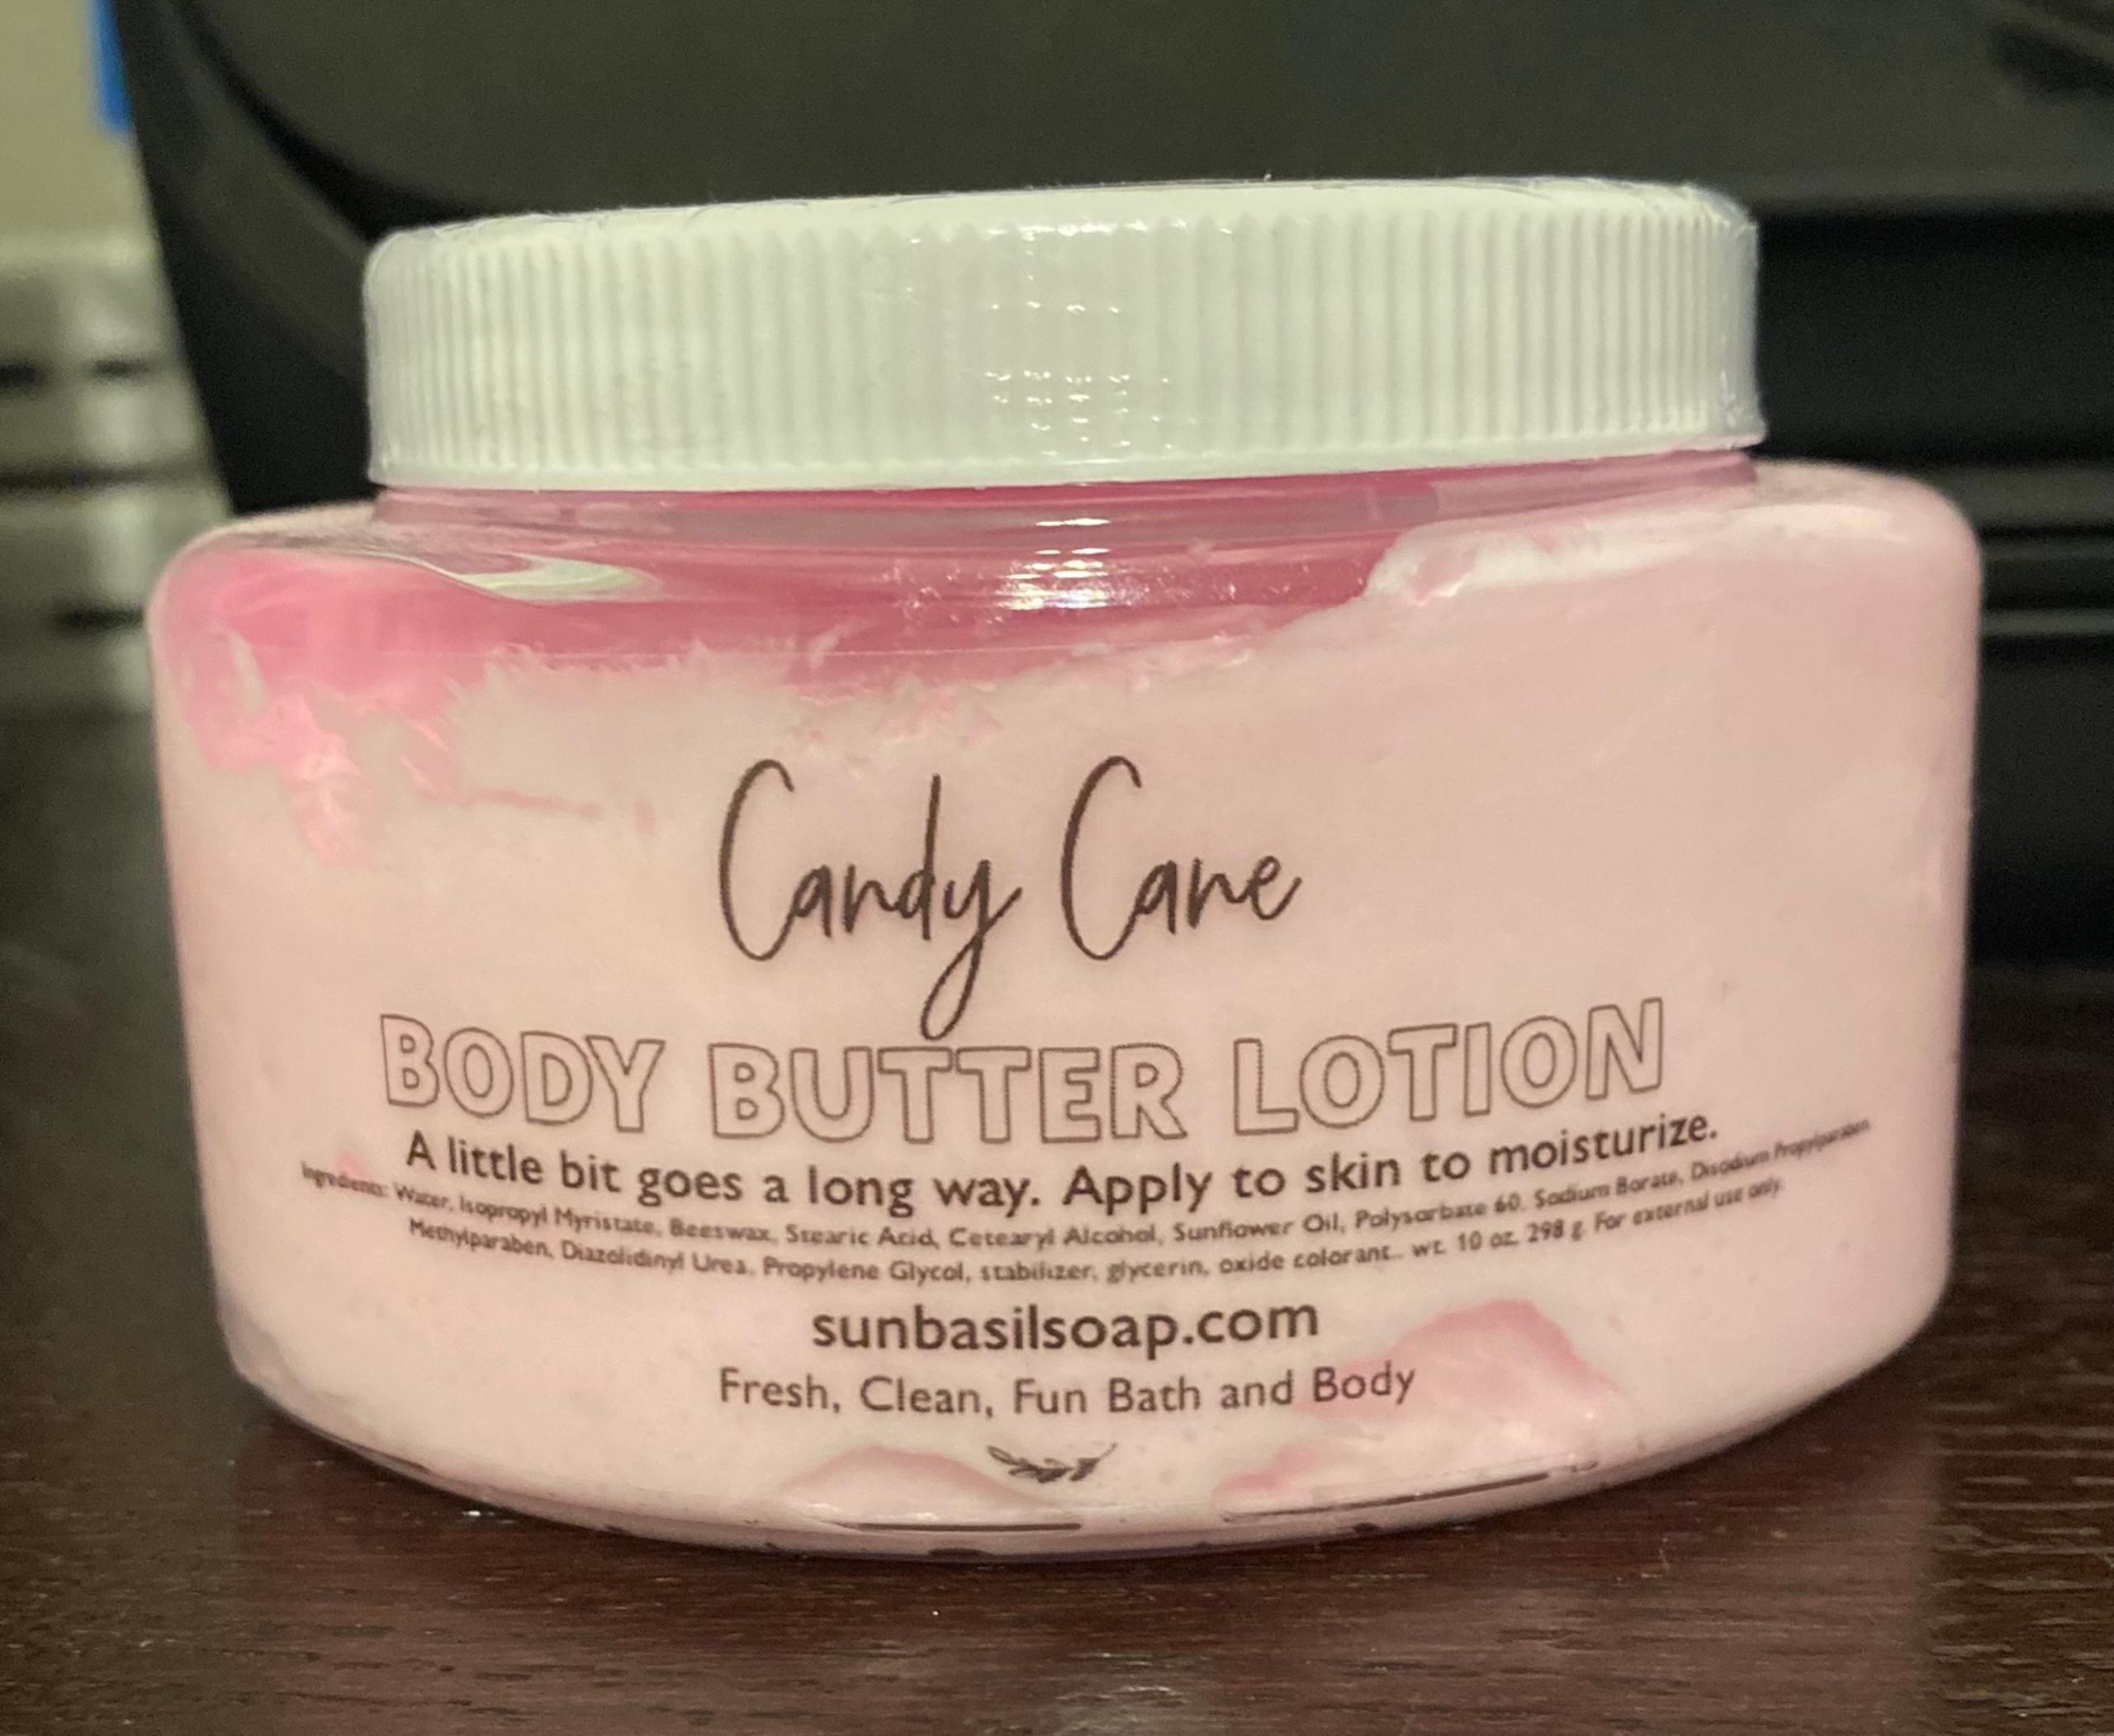 Candy Cane
BODY BUTTER LOTION
A little bit goes a long way. Apply to skin to moisturize.
Ingredients: Water, Isopropyl Myristate, Beeswax, Stearic Acid, Cetearyl Alcohol, Sunflower Oil, Polysorbate 60, Sodium Borate, Disodium Propylparaben
Methylparaben, Diazolidinyl Urea, Propylene Glycol, stabilizer, glycerin, oxide colorant.. wt. 10 oz. 298 g. For external use only.
sunbasilsoap.com
Fresh, Clean, Fun Bath and Body